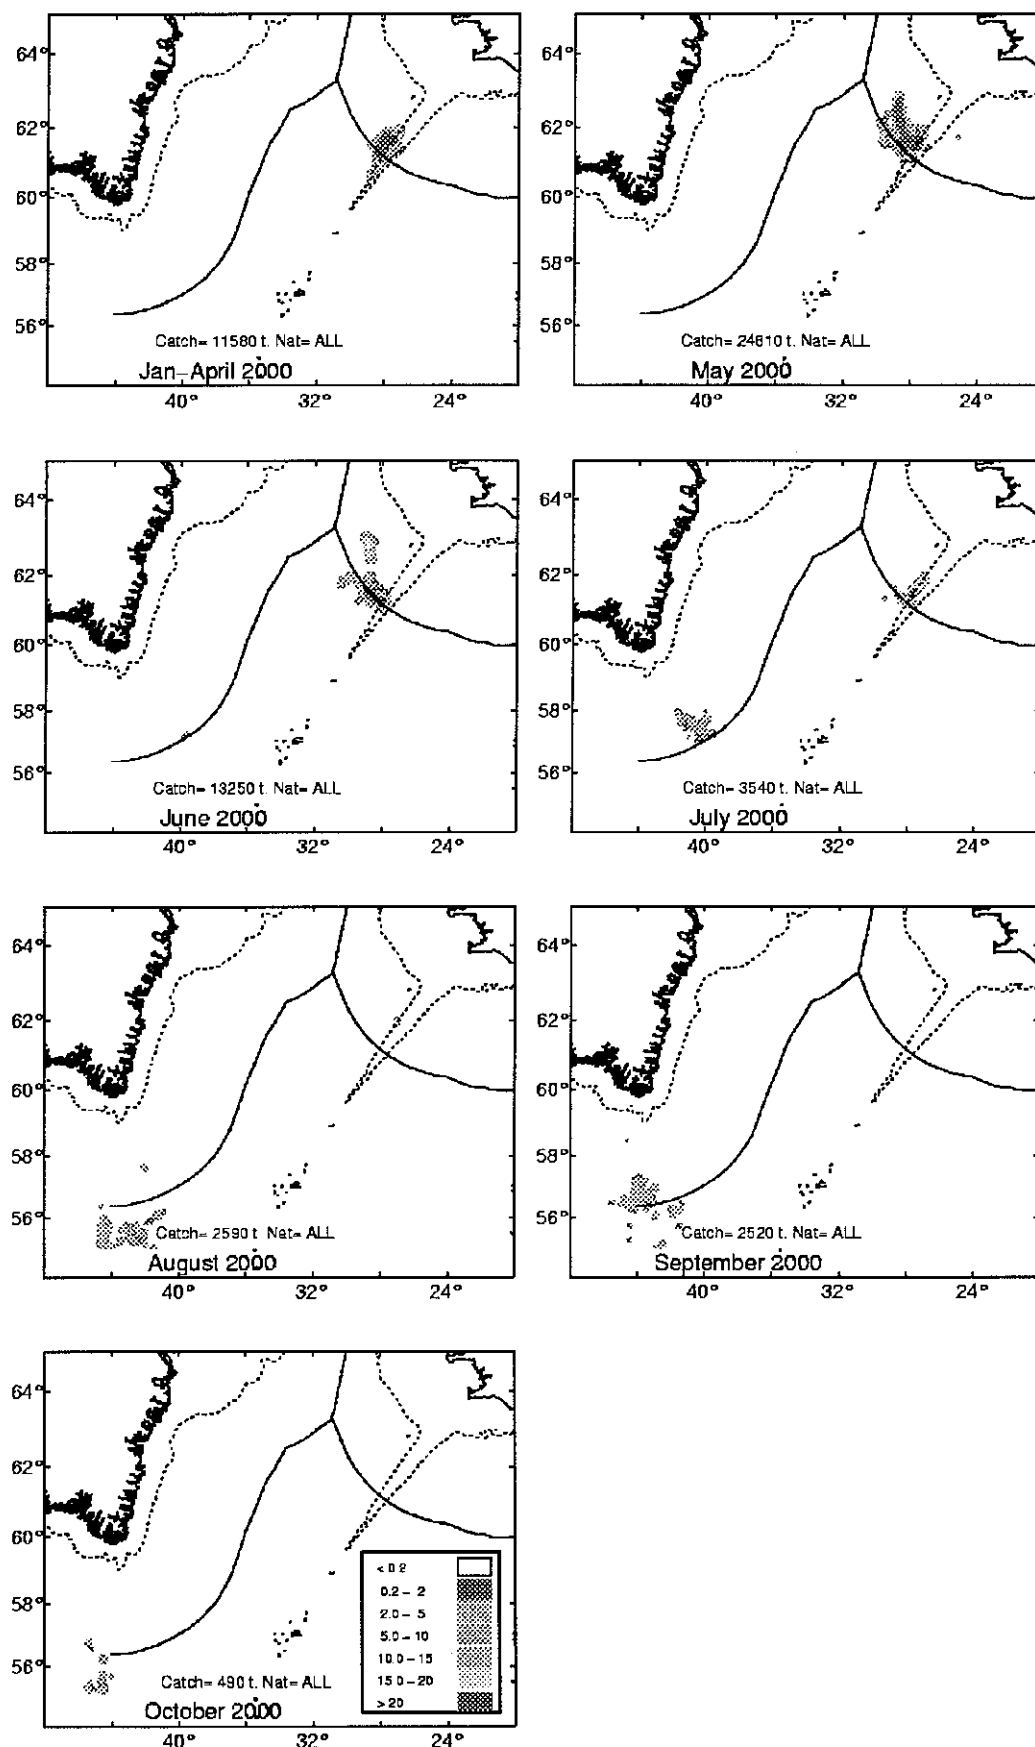 64° 64°
62° 62°
60° 60°
58° 58°
56° 56°
Catch= 11580 t. Nat= ALL Catch= 24810 t. Nat= ALL
Jan-April 2000 May 2000
40° 32° 24° 40° 32° 24°
64° 64°
62° 62°
60° 60°
58° 58°
56° 56°
Catch= 13250 t. Nat= ALL Catch= 3540 t. Nat= ALL
June 2000 July 2000
40° 32° 24° 40° 32° 24°
64° 64°
62° 62°
60° 60°
58° 58°
56° 56°
Catch= 2590 t. Nat= ALL Catch= 2520 t. Nat= ALL
August 2000 September 2000
40° 32° 24° 40° 32° 24°
64°
62°
60°
58°
56°
< 0.2
0.2 - 2
2.0 - 5
5.0 - 10
10.0 - 15
15.0 - 20
> 20
Catch= 490 t. Nat= ALL
October 2000
40° 32° 24°